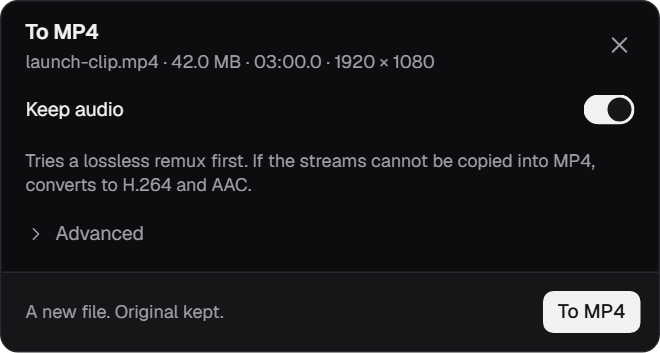 To MP4
launch-clip.mp4 · 42.0 MB · 03:00.0 · 1920 × 1080
Keep audio
Tries a lossless remux first. If the streams cannot be copied into MP4,
converts to H.264 and AAC.
Advanced
A new file. Original kept.
To MP4